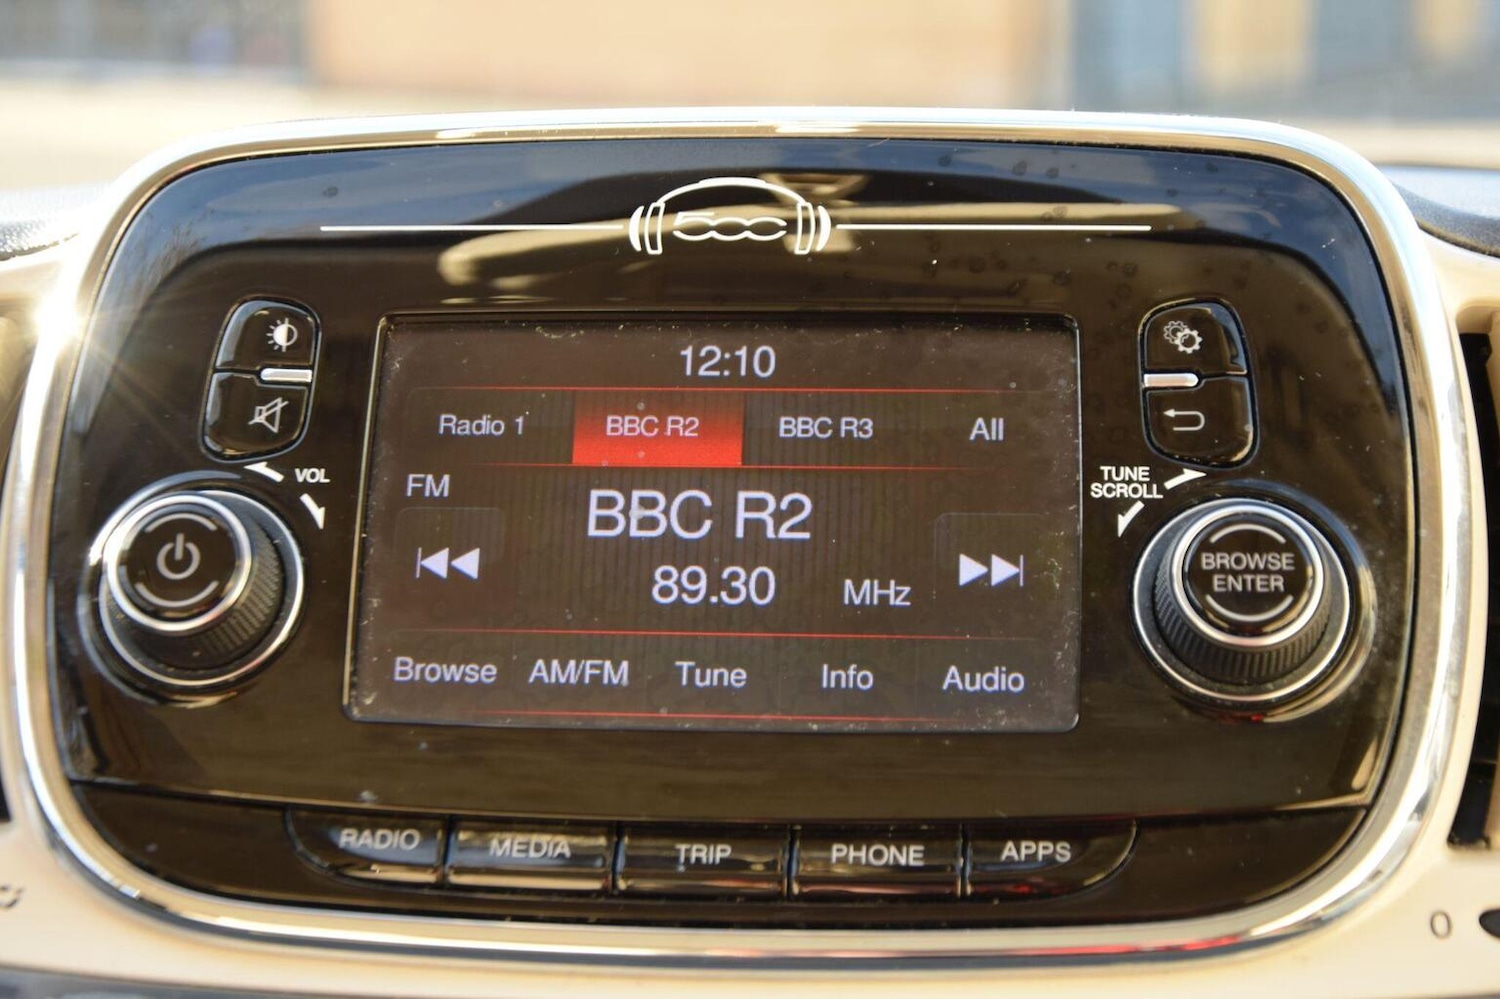 500
12:10
Radio 1 BBC R2 BBC R3 All
FM
BBC R2
89.30 MHz
Browse AM/FM Tune Info Audio
VOL
TUNE
SCROLL
BROWSE
ENTER
RADIO MEDIA TRIP PHONE APPS
0